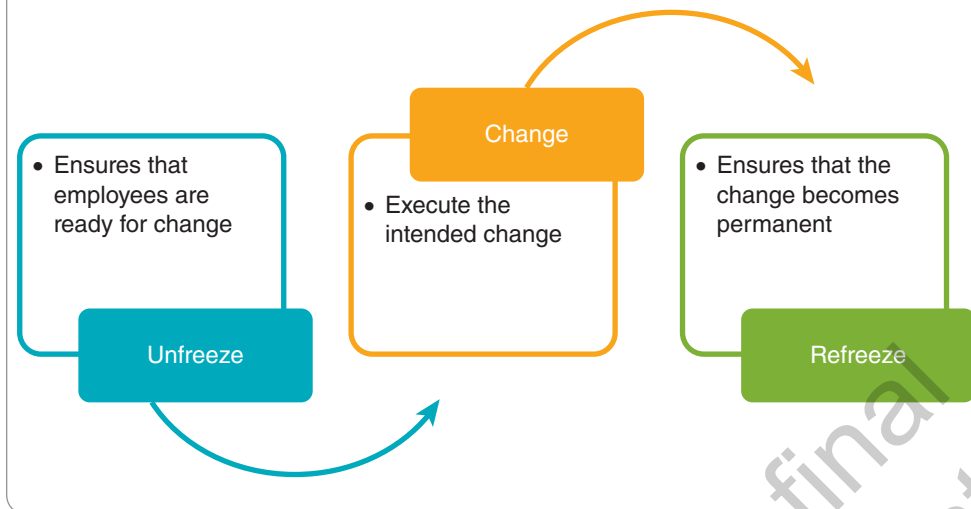 • Ensures that
employees are
ready for change
Unfreeze
Change
• Execute the
intended change
• Ensures that the
change becomes
permanent
Refreeze
final